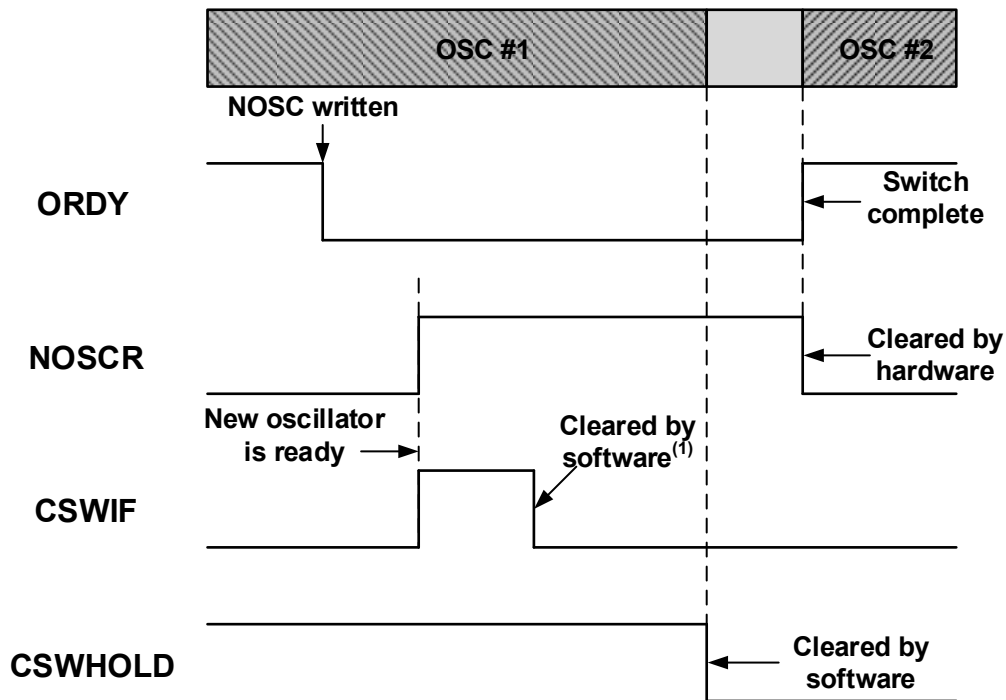 OSC #1
OSC #2
NOSC written
ORDY
Switch
complete
NOSCR
Cleared by
hardware
New oscillator
is ready
Cleared by
software(1)
CSWIF
CSWHOLD
Cleared by
software